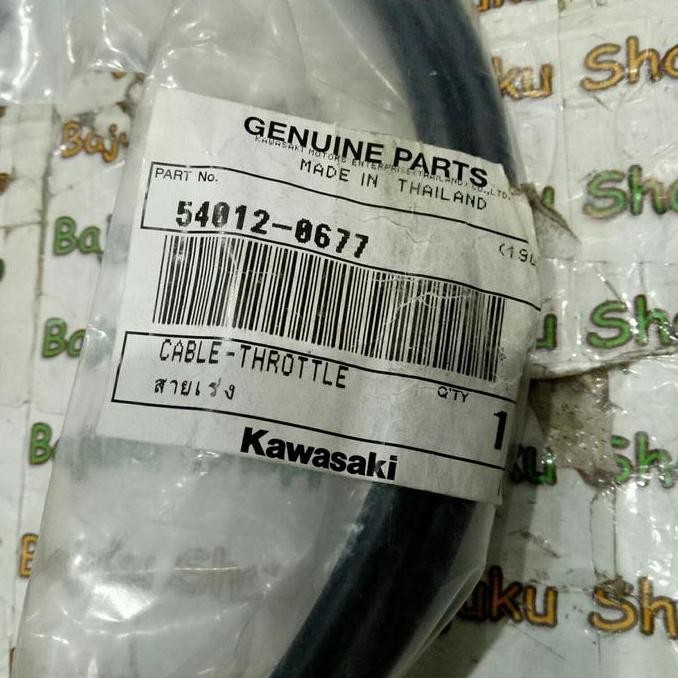 GENUINE PARTS
KAWASAKI MOTORS ENTERPRISE(THAILAND) CO.,LTD.
MADE IN THAILAND
PART No.
54012-0677
CABLE-THROTTLE
สายเร่ง
Q'TY
1
Kawasaki